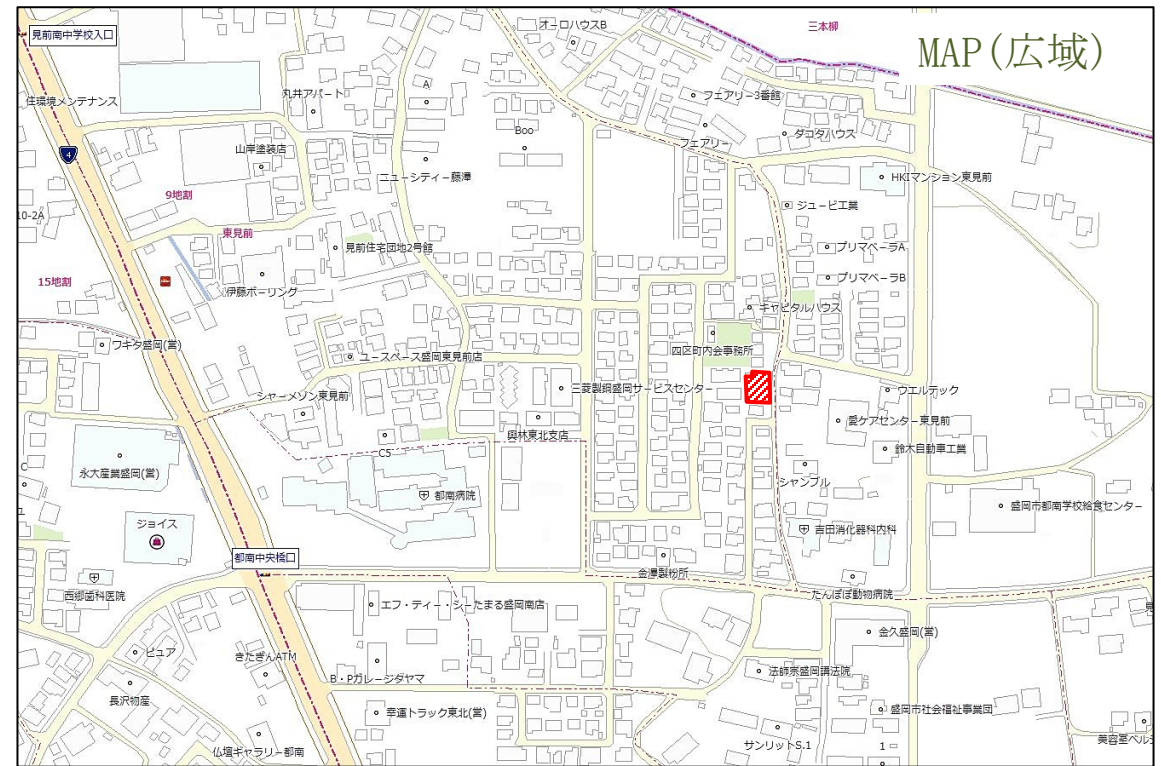 MAP(広域)
見前南中学校入口
オーロハウスB
三本柳
住環境メンテナンス
丸井アパート
A
フェアリー3番館
Boo
ダコタハウス
フェアリー
4
山岸塗装店
ニューシティー藤澤
HKIマンション東見前
9地割
10-2A
ジュービ工業
東見前
見前住宅団地2号館
プリマベーラA
15地割
伊藤ボーリング
プリマベーラB
キャピタルハウス
ワキタ盛岡(営)
ユースペース盛岡東見前店
四区町内会事務所
三菱製鋼盛岡サービスセンター
ウエルテック
シャーメゾン東見前
愛ケアセンター東見前
興林東北支店
鈴木自動車工業
C5
C
永大産業盛岡(営)
都南病院
シャンブル
盛岡市都南学校給食センター
ジョイス
吉田消化器科内科
都南中央橋口
金澤製粉所
西郷歯科医院
たんぽぽ動物病院
エフ・ティー・シーたまる盛岡南店
金久盛岡(営)
ピュア
きたぎんATM
法師宗盛岡講法院
B・Pガレージタヤマ
長沢物産
幸運トラック東北(営)
盛岡市社会福祉事業団
仏壇ギャラリー都南
サンリットS.1
1
美容室ベル